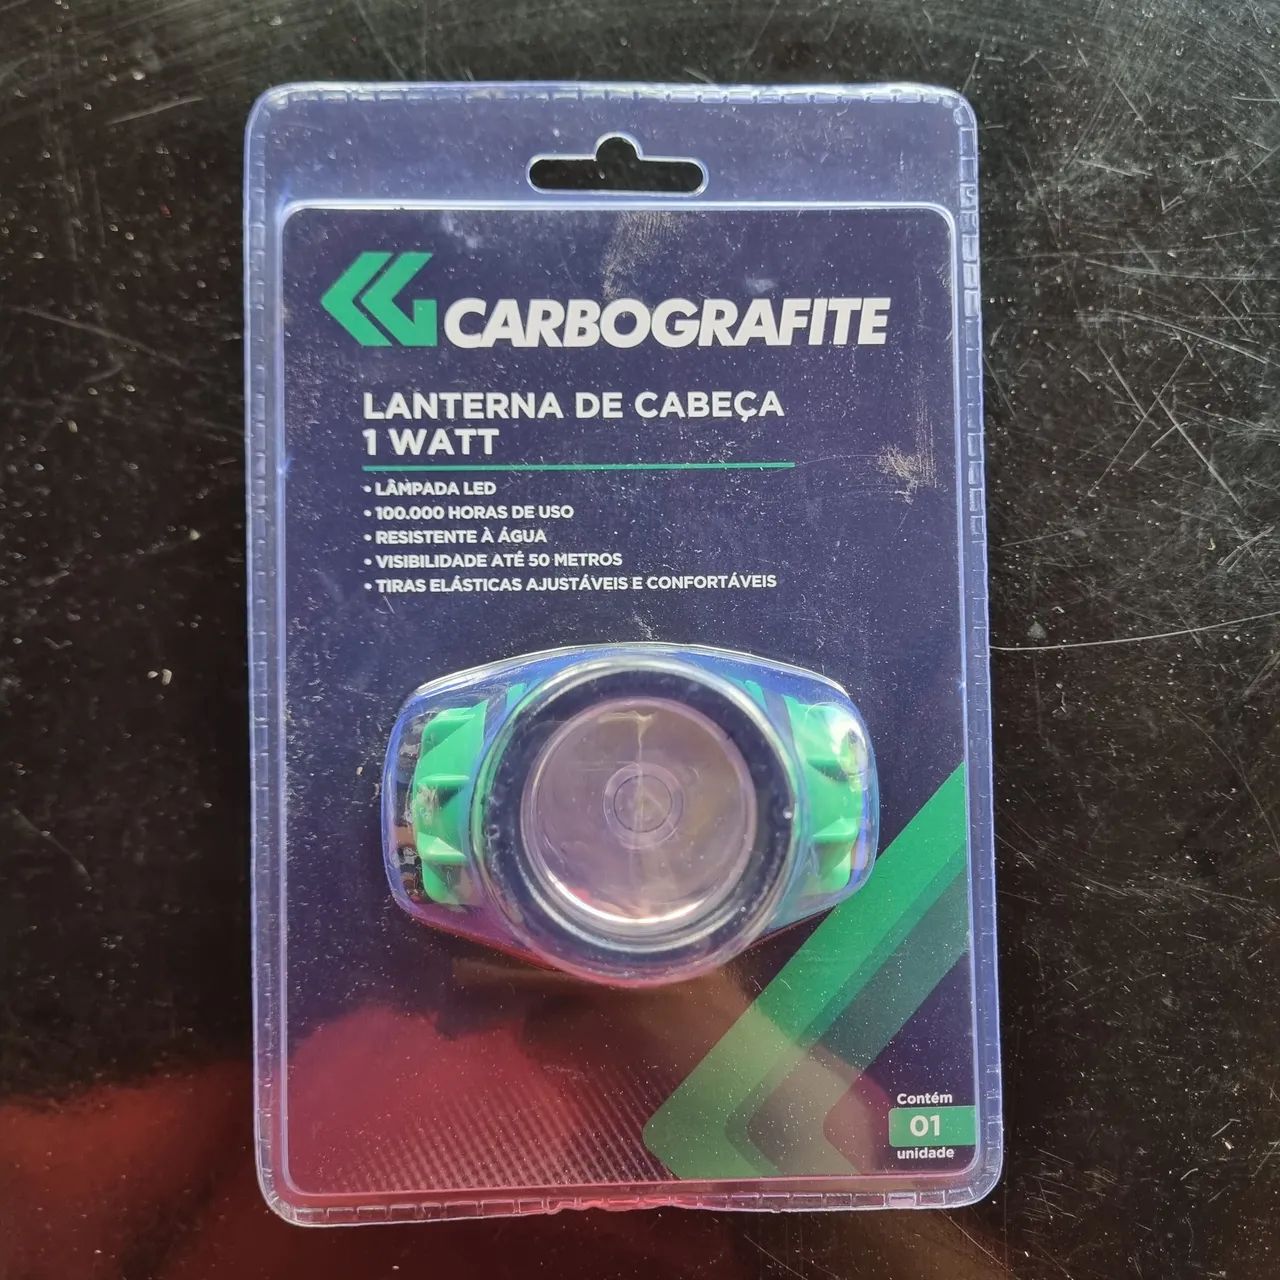 CARBOGRAFITE
LANTERNA DE CABEÇA
1 WATT
• LÂMPADA LED
• 100.000 HORAS DE USO
• RESISTENTE À ÁGUA
• VISIBILIDADE ATÉ 50 METROS
• TIRAS ELÁSTICAS AJUSTÁVEIS E CONFORTÁVEIS
Contém
01
unidade